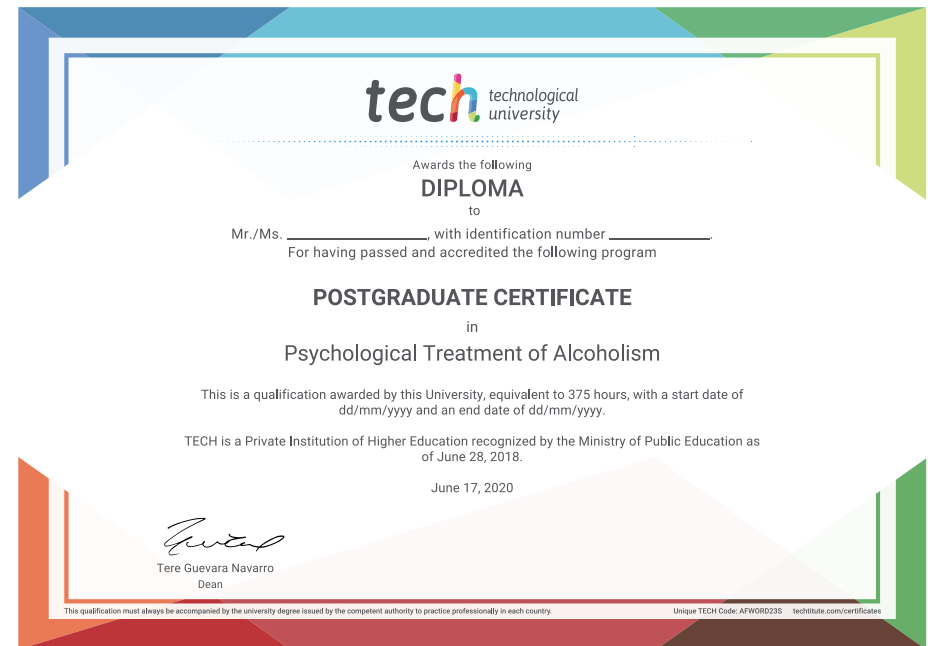 tech technological
university
Awards the following
DIPLOMA
to
Mr./Ms. ____________________, with identification number ______________.
For having passed and accredited the following program
POSTGRADUATE CERTIFICATE
in
Psychological Treatment of Alcoholism
This is a qualification awarded by this University, equivalent to 375 hours, with a start date of
dd/mm/yyyy and an end date of dd/mm/yyyy.
TECH is a Private Institution of Higher Education recognized by the Ministry of Public Education as
of June 28, 2018.
June 17, 2020
Tere Guevara Navarro
Dean
This qualification must always be accompanied by the university degree issued by the competent authority to practice professionally in each country. Unique TECH Code: AFWORD23S techtitute.com/certificates